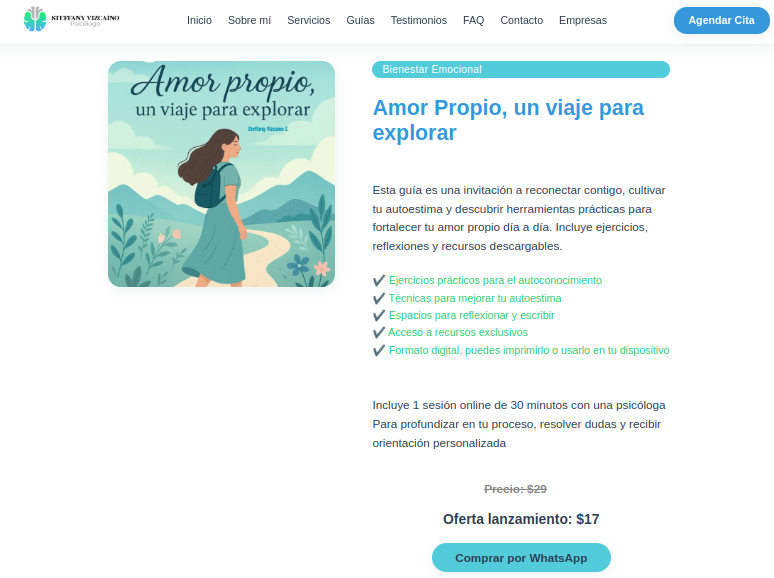 STEFFANY VIZCAÍNO
Psicóloga
Inicio
Sobre mí
Servicios
Guías
Testimonios
FAQ
Contacto
Empresas
Agendar Cita
Amor propio,
un viaje para explorar
Bienestar Emocional
Amor Propio, un viaje para
explorar
Esta guía es una invitación a reconectar contigo, cultivar
tu autoestima y descubrir herramientas prácticas para
fortalecer tu amor propio día a día. Incluye ejercicios,
reflexiones y recursos descargables.
✔ Ejercicios prácticos para el autoconocimiento
✔ Técnicas para mejorar tu autoestima
✔ Espacios para reflexionar y escribir
✔ Acceso a recursos exclusivos
✔ Formato digital, puedes imprimirlo o usarlo en tu dispositivo
Incluye 1 sesión online de 30 minutos con una psicóloga
Para profundizar en tu proceso, resolver dudas y recibir
orientación personalizada
Precio: $29
Oferta lanzamiento: $17
Comprar por WhatsApp